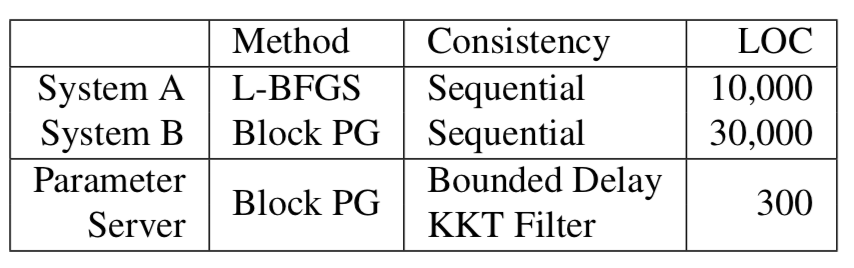 Method Consistency LOC
System A L-BFGS Sequential 10,000
System B Block PG Sequential 30,000
Parameter Server Block PG Bounded Delay KKT Filter 300